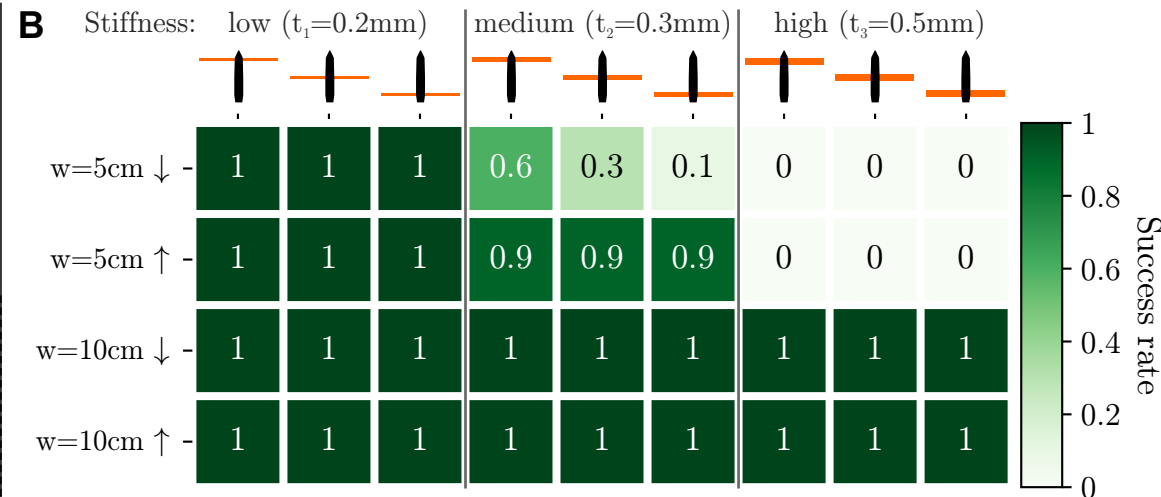 B
Stiffness: low (t₁=0.2mm) medium (t₂=0.3mm) high (t₃=0.5mm)
w=5cm ↓ 1 1 1 0.6 0.3 0.1 0 0 0
w=5cm ↑ 1 1 1 0.9 0.9 0.9 0 0 0
w=10cm ↓ 1 1 1 1 1 1 1 1 1
w=10cm ↑ 1 1 1 1 1 1 1 1 1
1
0.8
0.6
0.4
0.2
0
Success rate